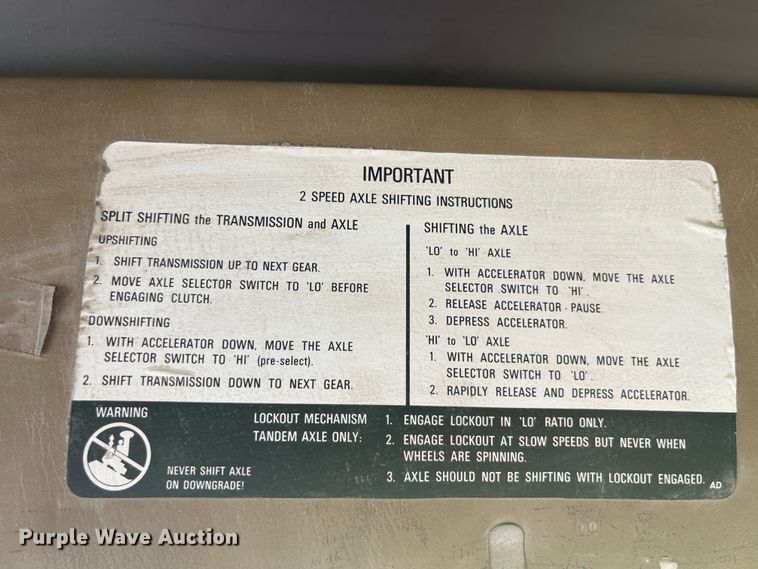 IMPORTANT
2 SPEED AXLE SHIFTING INSTRUCTIONS
SPLIT SHIFTING the TRANSMISSION and AXLE
UPSHIFTING
1. SHIFT TRANSMISSION UP TO NEXT GEAR.
2. MOVE AXLE SELECTOR SWITCH TO 'LO' BEFORE
ENGAGING CLUTCH.
DOWNSHIFTING
1. WITH ACCELERATOR DOWN, MOVE THE AXLE
SELECTOR SWITCH TO 'HI' (pre-select).
2. SHIFT TRANSMISSION DOWN TO NEXT GEAR.
SHIFTING the AXLE
'LO' to 'HI' AXLE
1. WITH ACCELERATOR DOWN, MOVE THE AXLE
SELECTOR SWITCH TO 'HI'.
2. RELEASE ACCELERATOR - PAUSE.
3. DEPRESS ACCELERATOR.
'HI' to 'LO' AXLE
1. WITH ACCELERATOR DOWN, MOVE THE AXLE
SELECTOR SWITCH TO 'LO'.
2. RAPIDLY RELEASE AND DEPRESS ACCELERATOR.
WARNING
NEVER SHIFT AXLE
ON DOWNGRADE!
LOCKOUT MECHANISM
TANDEM AXLE ONLY:
1. ENGAGE LOCKOUT IN 'LO' RATIO ONLY.
2. ENGAGE LOCKOUT AT SLOW SPEEDS BUT NEVER WHEN
WHEELS ARE SPINNING.
3. AXLE SHOULD NOT BE SHIFTING WITH LOCKOUT ENGAGED.
AD
Purple Wave Auction